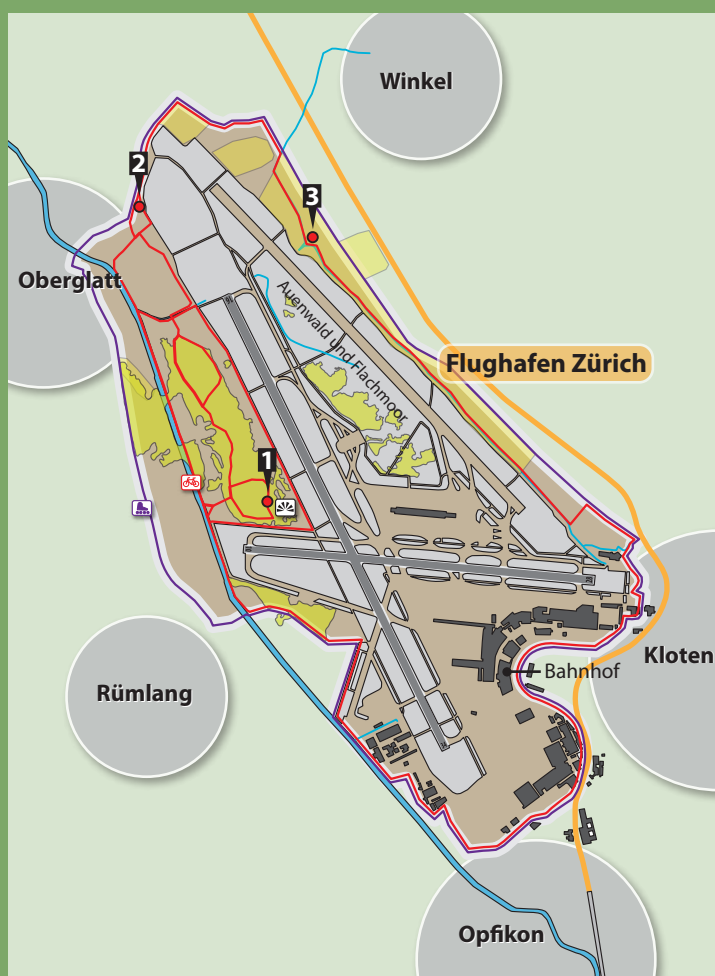 Winkel
2
3
Oberglatt
Auenwald und Flachmoor
Flughafen Zürich
1
Kloten
Bahnhof
Rümlang
Opfikon